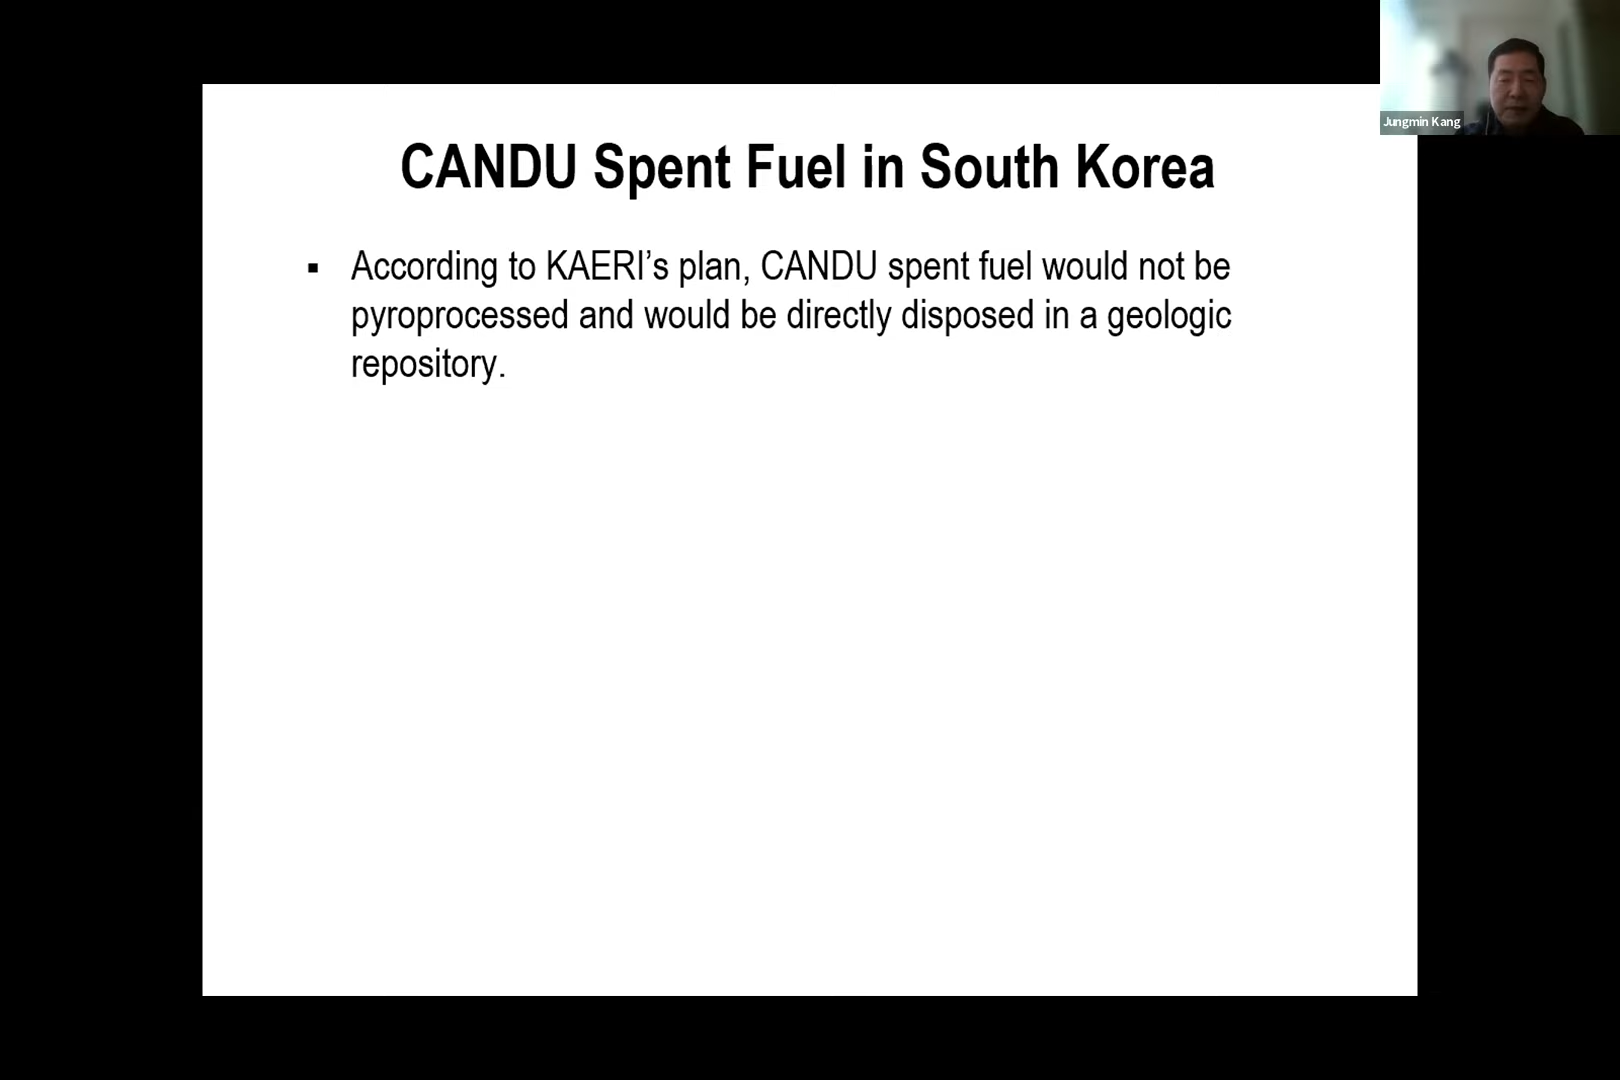 CANDU Spent Fuel in South Korea
▪ According to KAERI’s plan, CANDU spent fuel would not be
pyroprocessed and would be directly disposed in a geologic
repository.
Jungmin Kang